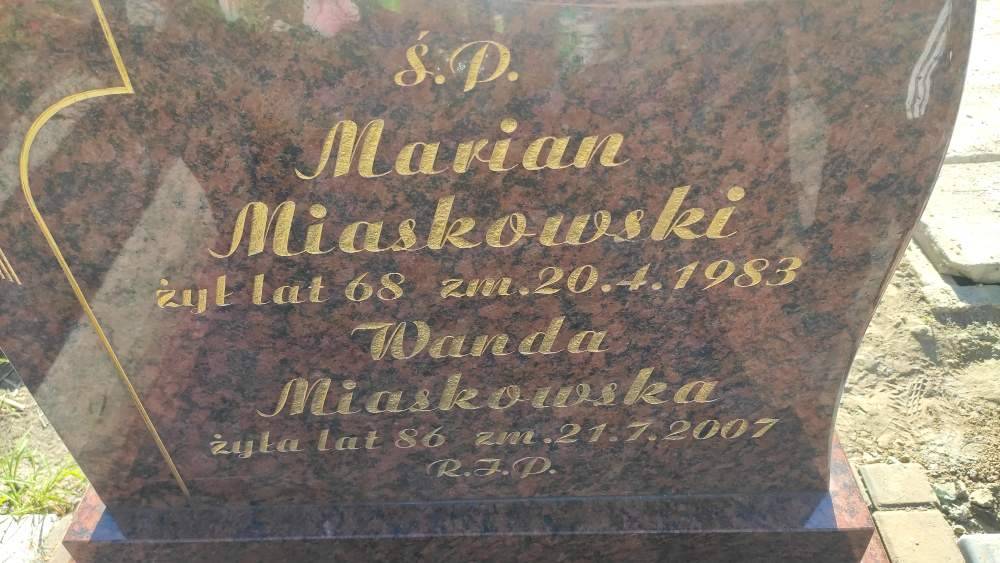 Ś.P.
Marian
Miaskowski
żył lat 68 zm.20.4.1983
Wanda
Miaskowska
żyła lat 86 zm.21.7.2007
R.I.P.